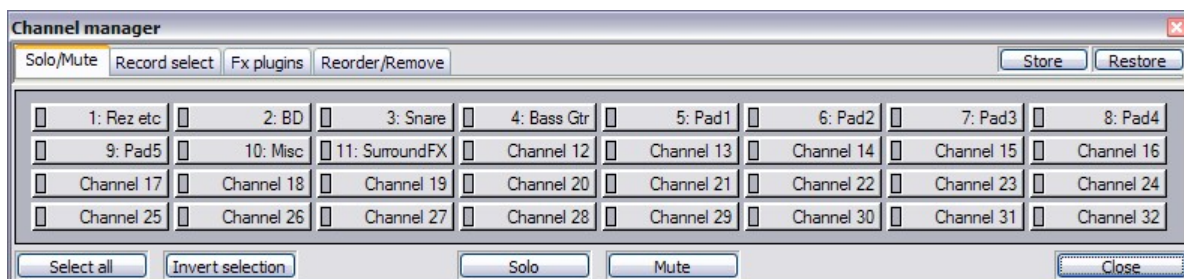 Channel manager
Solo/Mute Record select Fx plugins Reorder/Remove Store Restore
1: Rez etc 2: BD 3: Snare 4: Bass Gtr 5: Pad1 6: Pad2 7: Pad3 8: Pad4
9: Pad5 10: Misc 11: SurroundFX Channel 12 Channel 13 Channel 14 Channel 15 Channel 16
Channel 17 Channel 18 Channel 19 Channel 20 Channel 21 Channel 22 Channel 23 Channel 24
Channel 25 Channel 26 Channel 27 Channel 28 Channel 29 Channel 30 Channel 31 Channel 32
Select all Invert selection Solo Mute Close